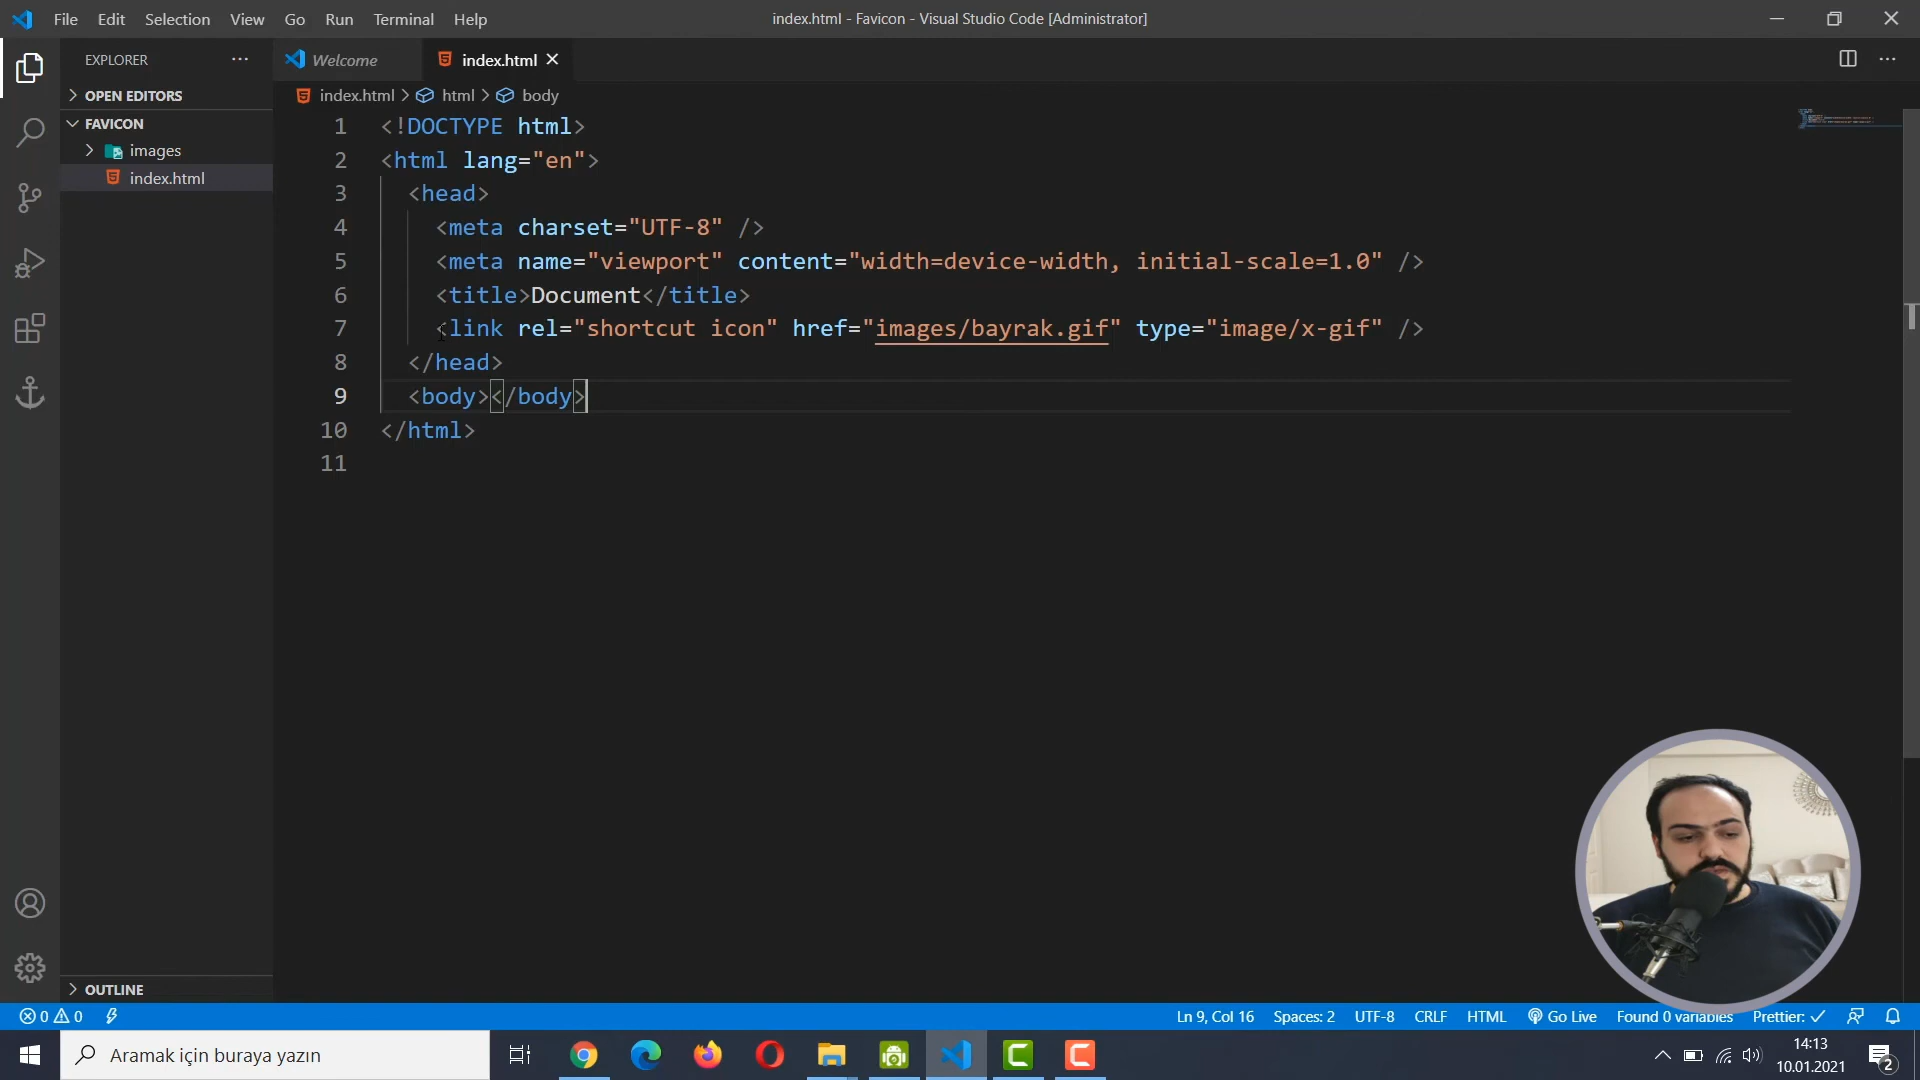 File Edit Selection View Go Run Terminal Help
index.html - Favicon - Visual Studio Code [Administrator]
EXPLORER
Welcome
index.html
OPEN EDITORS
FAVICON
images
index.html
index.html > html > body
1 <!DOCTYPE html>
2 <html lang="en">
3 <head>
4 <meta charset="UTF-8" />
5 <meta name="viewport" content="width=device-width, initial-scale=1.0" />
6 <title>Document</title>
7 <link rel="shortcut icon" href="images/bayrak.gif" type="image/x-gif" />
8 </head>
9 <body></body>
10 </html>
11
OUTLINE
0 0
Ln 9, Col 16 Spaces: 2 UTF-8 CRLF HTML Go Live Found 0 variables Prettier: ✓
Aramak için buraya yazın
14:13
10.01.2021
2